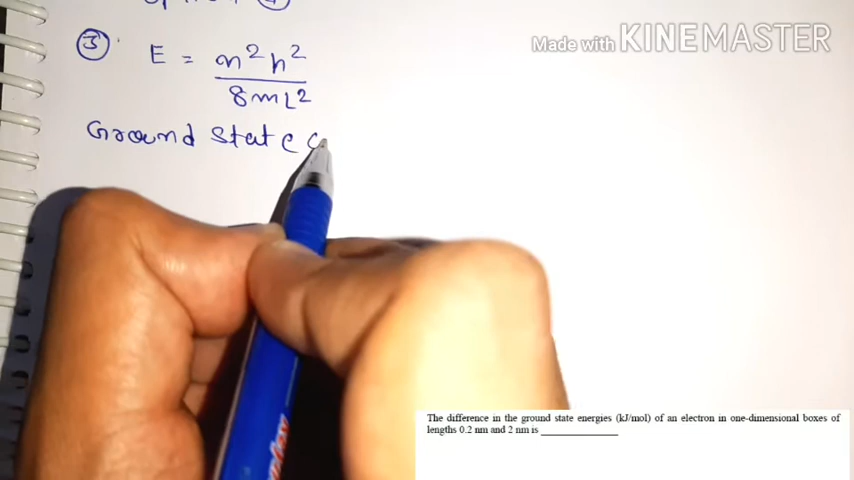 Made with KINEMASTER
③ E = n²h² / 8mL²
Ground state
The difference in the ground state energies (kJ/mol) of an electron in one-dimensional boxes of
lengths 0.2 nm and 2 nm is ____________